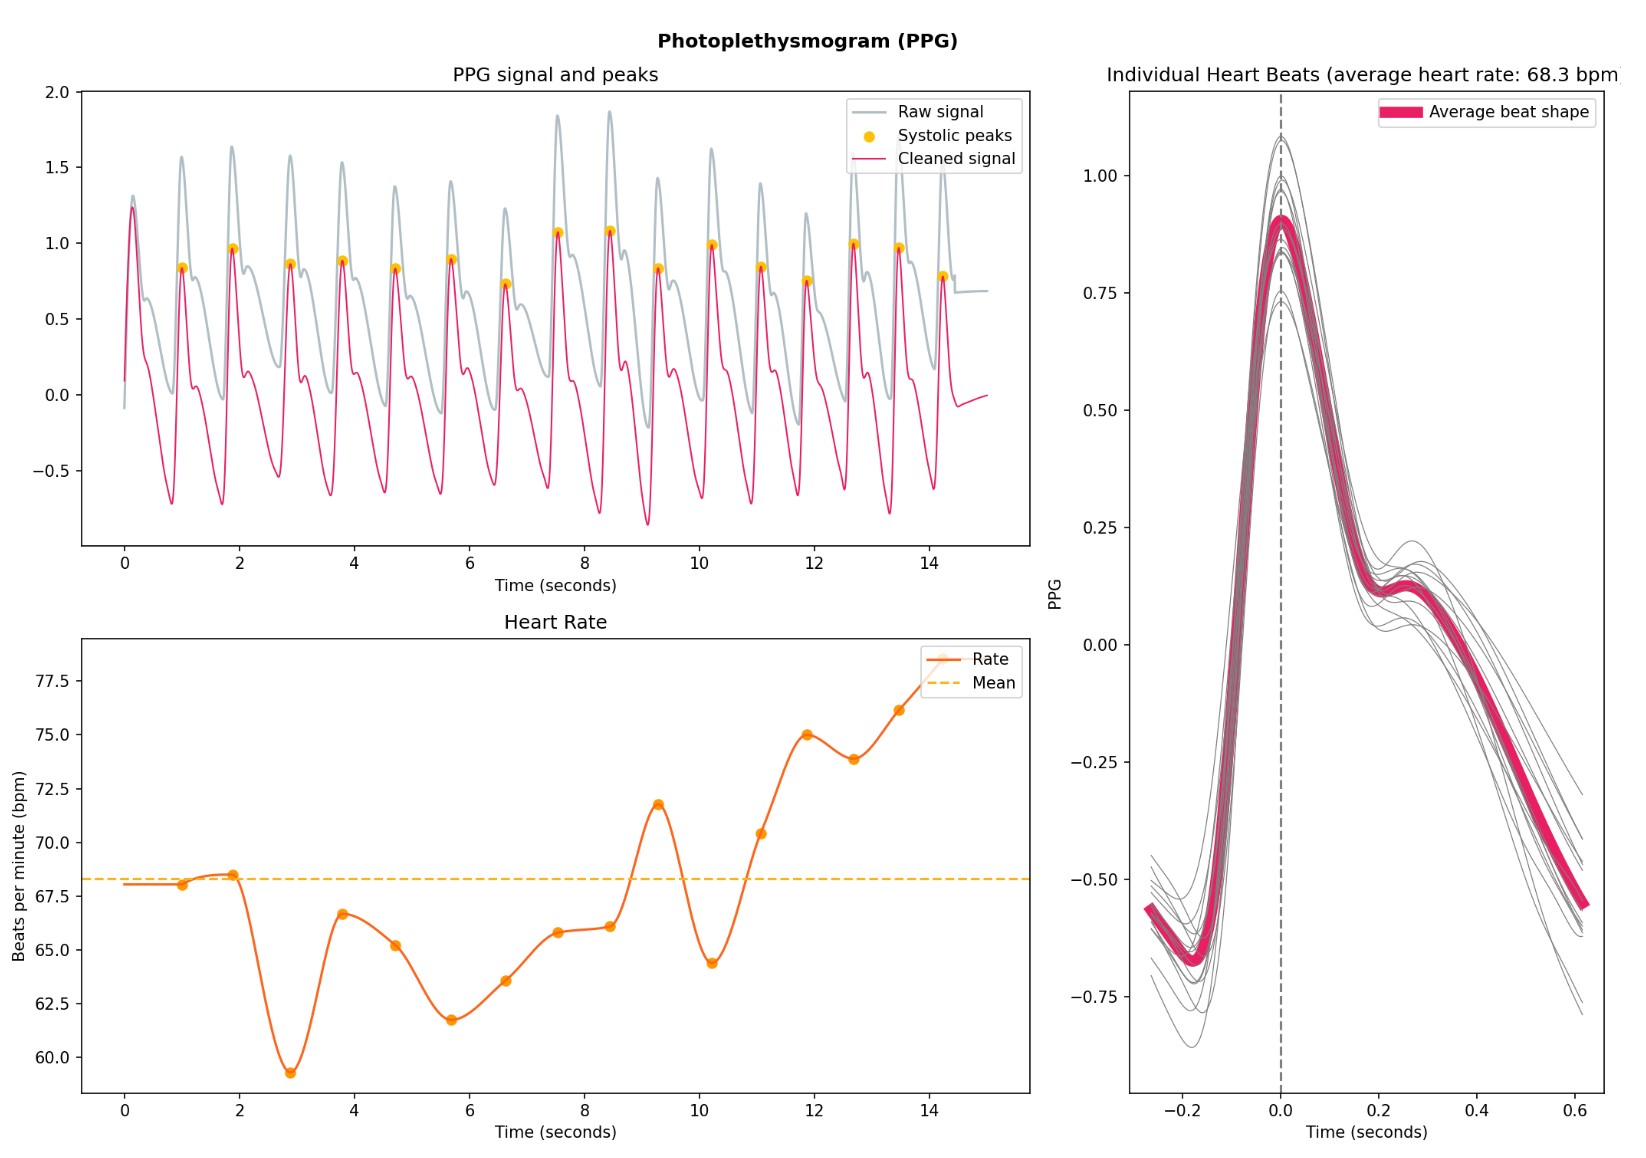 Photoplethysmogram (PPG)
PPG signal and peaks
2.0
1.5
1.0
0.5
0.0
−0.5
Raw signal
Systolic peaks
Cleaned signal
0 2 4 6 8 10 12 14
Time (seconds)
Heart Rate
Beats per minute (bpm)
77.5
75.0
72.5
70.0
67.5
65.0
62.5
60.0
Rate
Mean
0 2 4 6 8 10 12 14
Time (seconds)
Individual Heart Beats (average heart rate: 68.3 bpm)
PPG
1.00
0.75
0.50
0.25
0.00
−0.25
−0.50
−0.75
Average beat shape
−0.2 0.0 0.2 0.4 0.6
Time (seconds)